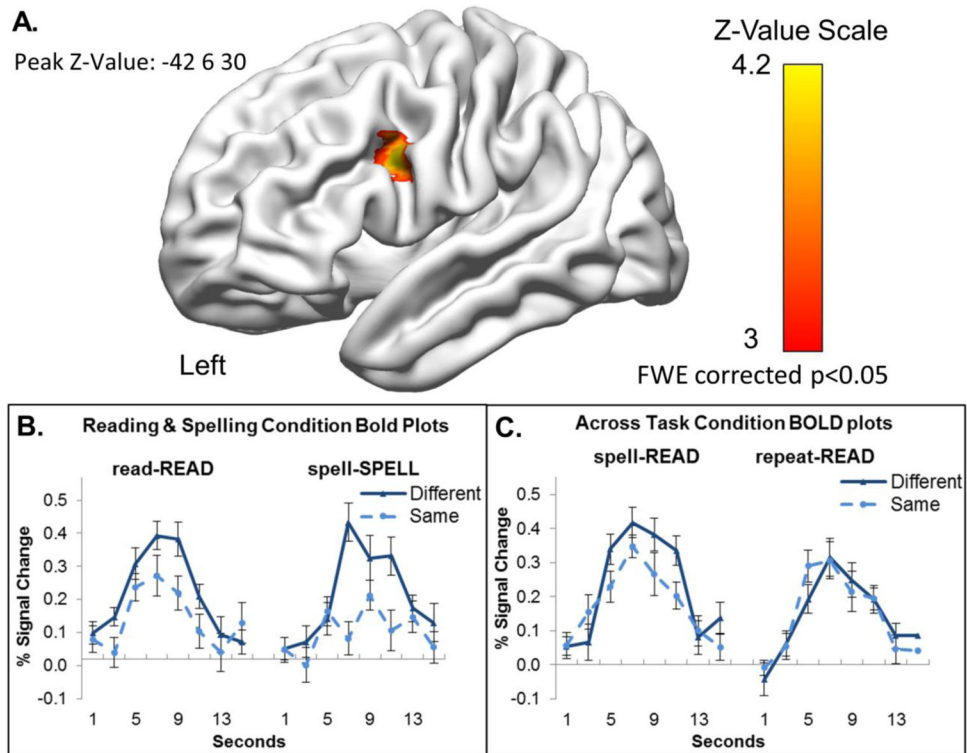 A.
Peak Z-Value: -42 6 30
Z-Value Scale
4.2
3
Left
FWE corrected p<0.05
B.
Reading & Spelling Condition Bold Plots
read-READ
spell-SPELL
Different
Same
% Signal Change
0.5
0.4
0.3
0.2
0.1
0.0
-0.1
1 5 9 13 1 5 9 13
Seconds
C.
Across Task Condition BOLD plots
spell-READ
repeat-READ
Different
Same
% Signal Change
0.5
0.4
0.3
0.2
0.1
0.0
-0.1
1 5 9 13 1 5 9 13
Seconds